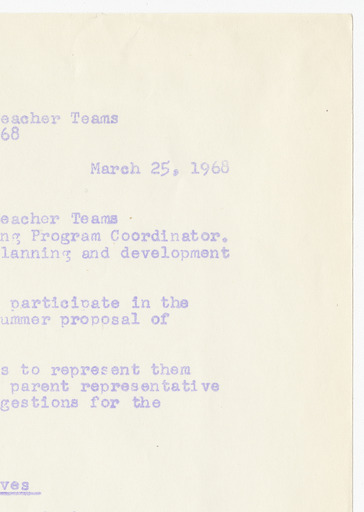 eacher Teams
68
March 25, 1968
eacher Teams
ng Program Coordinator.
lanning and development
participate in the
ummer proposal of
s to represent them
parent representative
gestions for the
ves